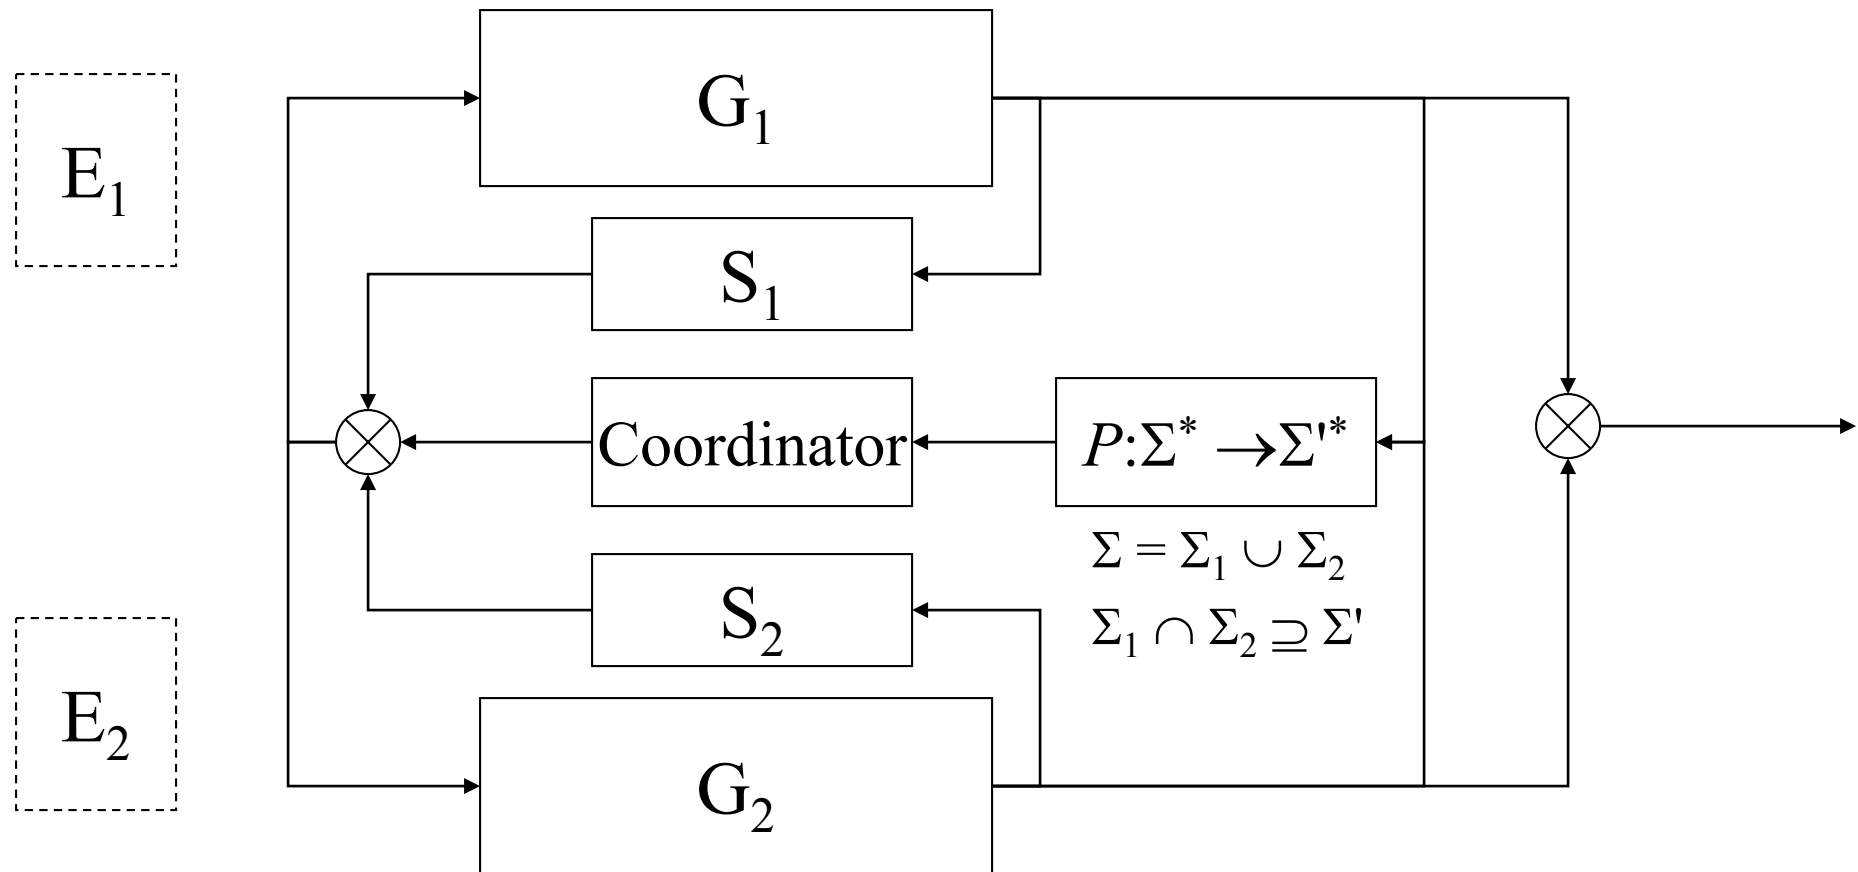 G₁
E₁
S₁
Coordinator
P:Σ* →Σ'*
Σ = Σ₁ ∪ Σ₂
Σ₁ ∩ Σ₂ ⊇ Σ'
S₂
E₂
G₂